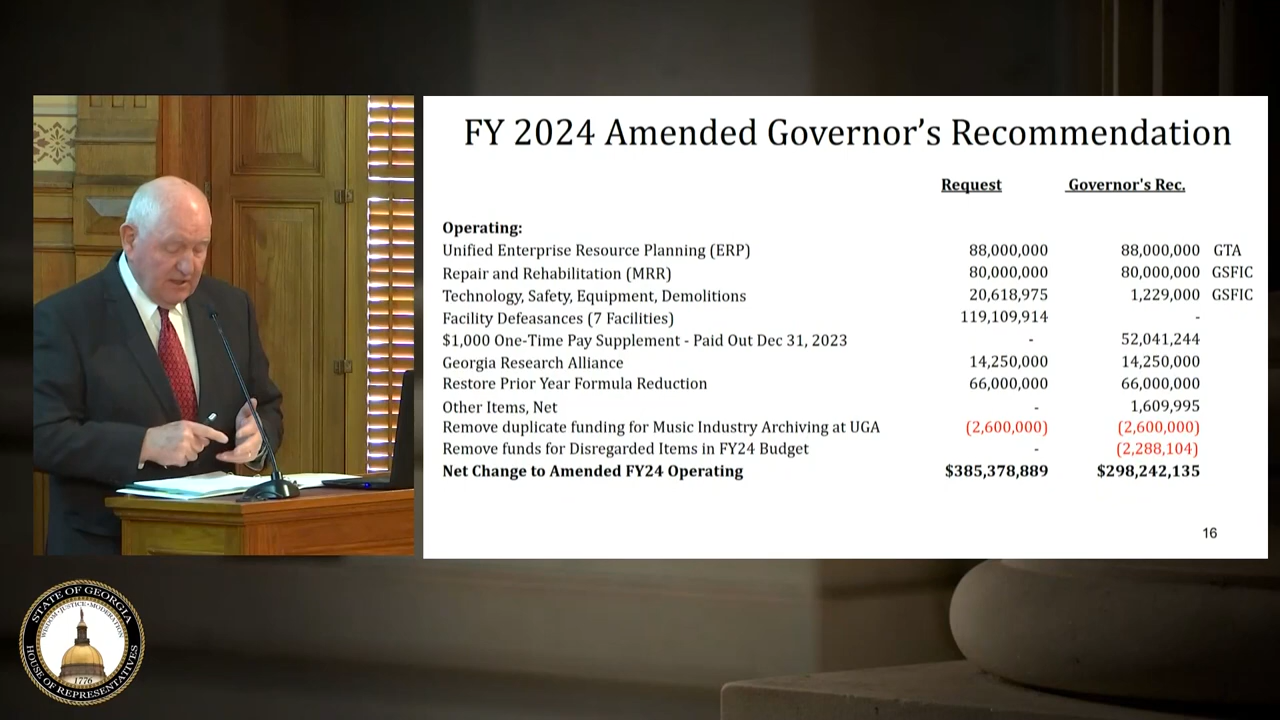 FY 2024 Amended Governor's Recommendation
Request Governor's Rec.
Operating:
Unified Enterprise Resource Planning (ERP) 88,000,000 88,000,000 GTA
Repair and Rehabilitation (MRR) 80,000,000 80,000,000 GSFIC
Technology, Safety, Equipment, Demolitions 20,618,975 1,229,000 GSFIC
Facility Defeasances (7 Facilities) 119,109,914 -
$1,000 One-Time Pay Supplement - Paid Out Dec 31, 2023 - 52,041,244
Georgia Research Alliance 14,250,000 14,250,000
Restore Prior Year Formula Reduction 66,000,000 66,000,000
Other Items, Net - 1,609,995
Remove duplicate funding for Music Industry Archiving at UGA (2,600,000) (2,600,000)
Remove funds for Disregarded Items in FY24 Budget - (2,288,104)
Net Change to Amended FY24 Operating $385,378,889 $298,242,135
16
STATE OF GEORGIA
WISDOM • JUSTICE • MODERATION
1776
HOUSE OF REPRESENTATIVES